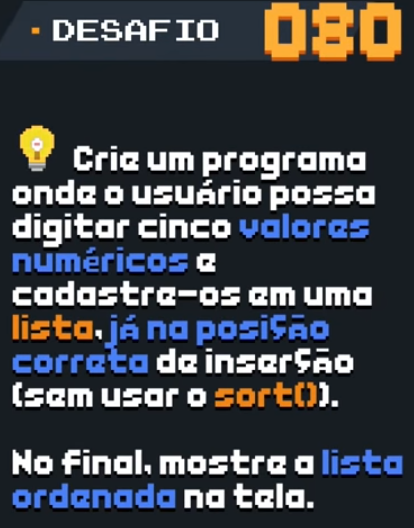 · DESAFIO 080
Crie um programa
onde o usuário possa
digitar cinco valores
numéricos e
cadastre-os em uma
lista, já na posição
correta de inserção
(sem usar o sort()).
No final, mostre a lista
ordenada na tela.